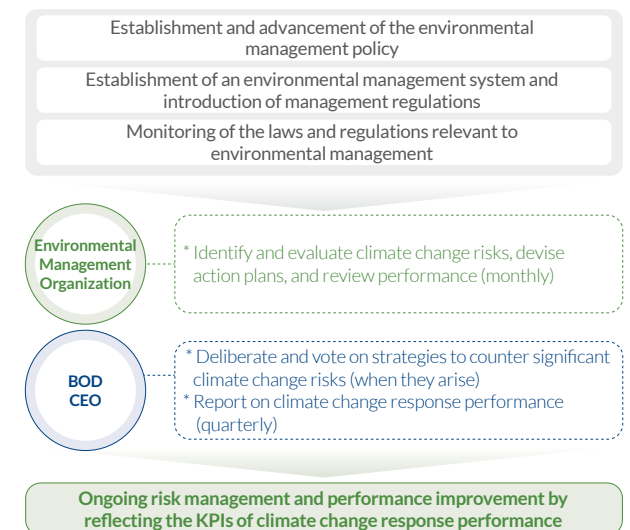 Establishment and advancement of the environmental
management policy
Establishment of an environmental management system and
introduction of management regulations
Monitoring of the laws and regulations relevant to
environmental management
Environmental
Management
Organization
* Identify and evaluate climate change risks, devise
action plans, and review performance (monthly)
BOD
CEO
* Deliberate and vote on strategies to counter significant
climate change risks (when they arise)
* Report on climate change response performance
(quarterly)
Ongoing risk management and performance improvement by
reflecting the KPIs of climate change response performance